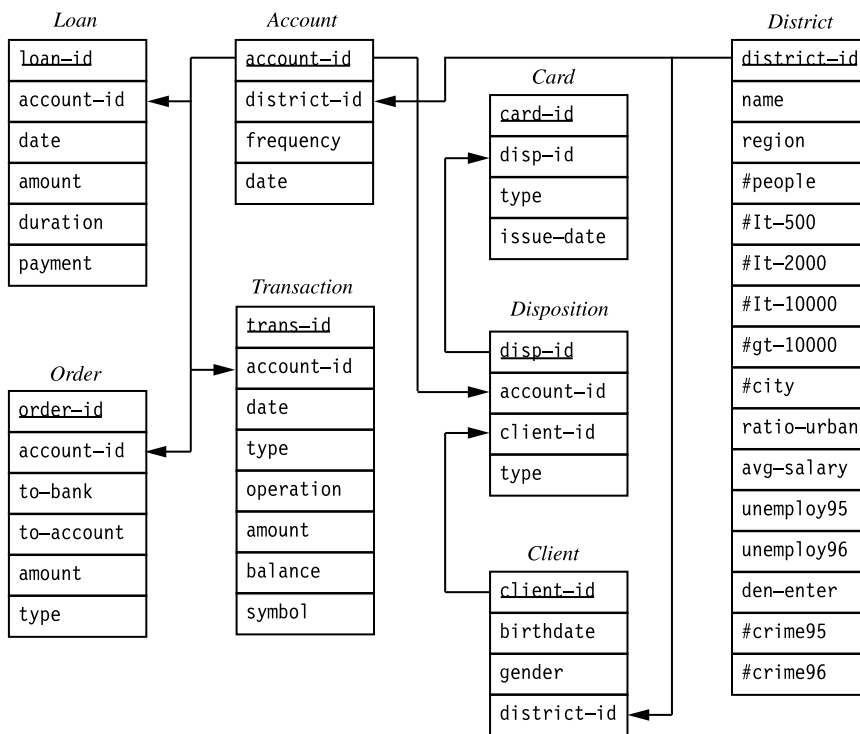 Loan
loan–id
account–id
date
amount
duration
payment
Account
account–id
district–id
frequency
date
Card
card–id
disp–id
type
issue–date
District
district–id
name
region
#people
#It–500
#It–2000
#It–10000
#gt–10000
#city
ratio–urban
avg–salary
unemploy95
unemploy96
den–enter
#crime95
#crime96
Order
order–id
account–id
to–bank
to–account
amount
type
Transaction
trans–id
account–id
date
type
operation
amount
balance
symbol
Disposition
disp–id
account–id
client–id
type
Client
client–id
birthdate
gender
district–id